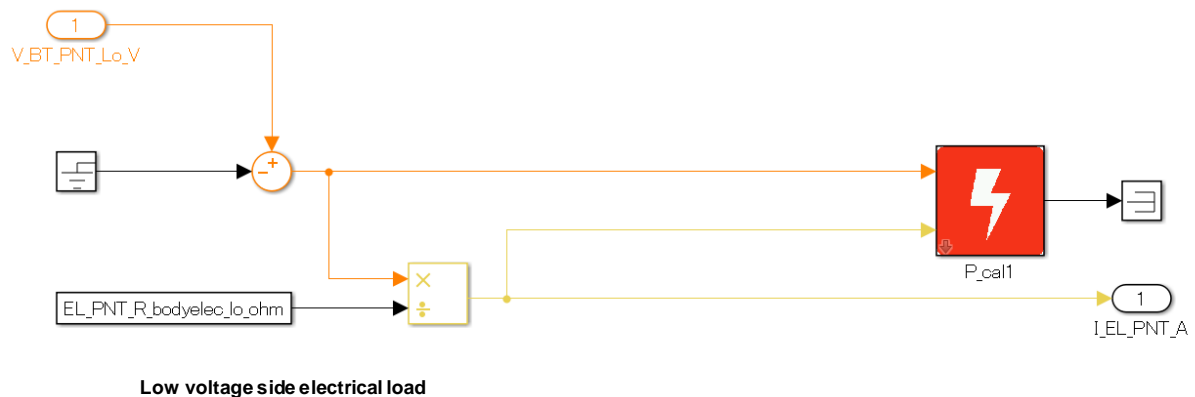 1
V_BT_PNT_Lo_V
+
−
×
÷
EL_PNT_R_bodyelec_lo_ohm
P_cal1
1
I_EL_PNT_A
Low voltage side electrical load